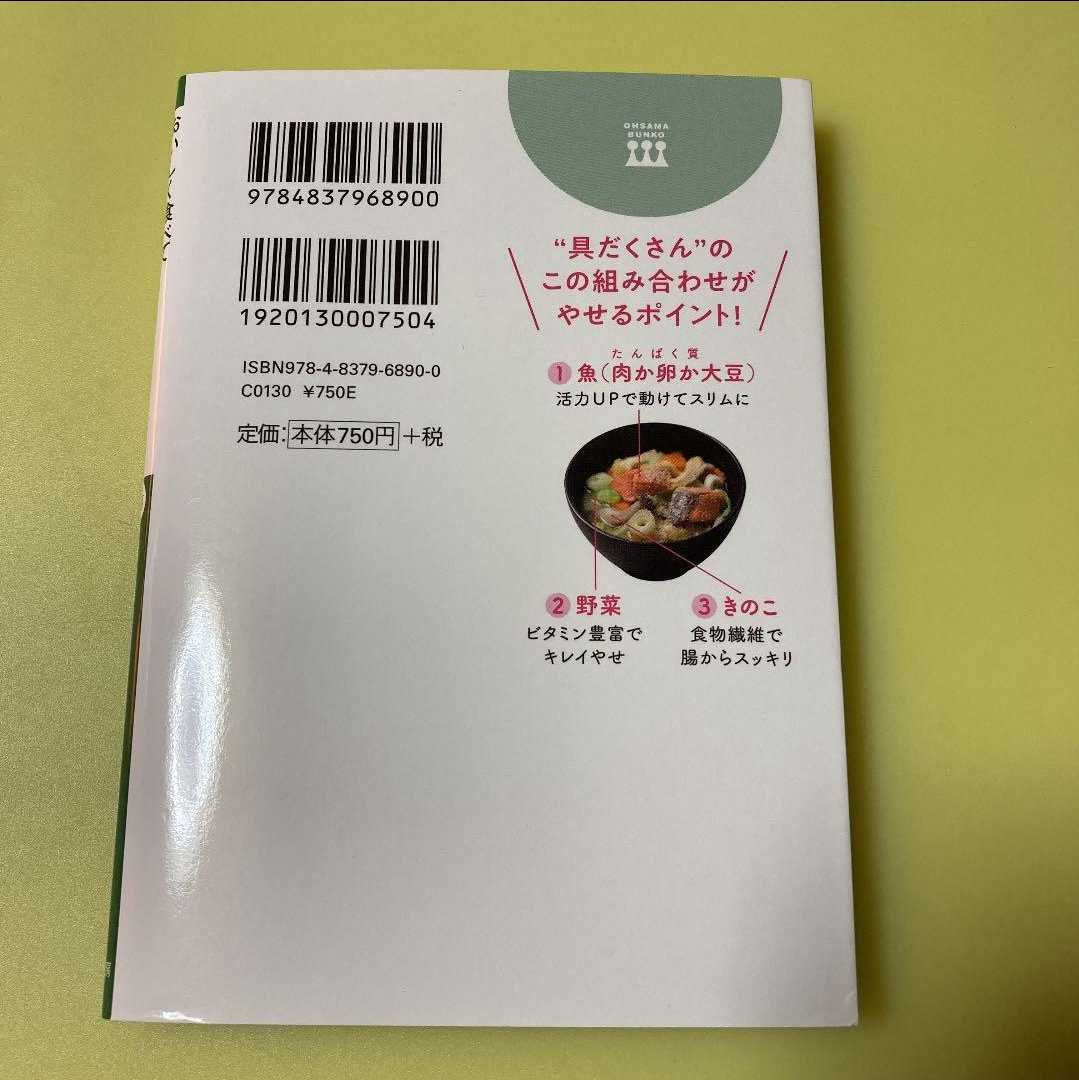 9784837968900
1920130007504
ISBN978-4-8379-6890-0
C0130 ¥750E
定価:本体750円+税
OHSAMA
BUNKO
“具だくさん”の
この組み合わせが
やせるポイント!
たんぱく質
1 魚(肉か卵か大豆)
活力UPで動けてスリムに
2 野菜
ビタミン豊富で
キレイやせ
3 きのこ
食物繊維で
腸からスッキリ